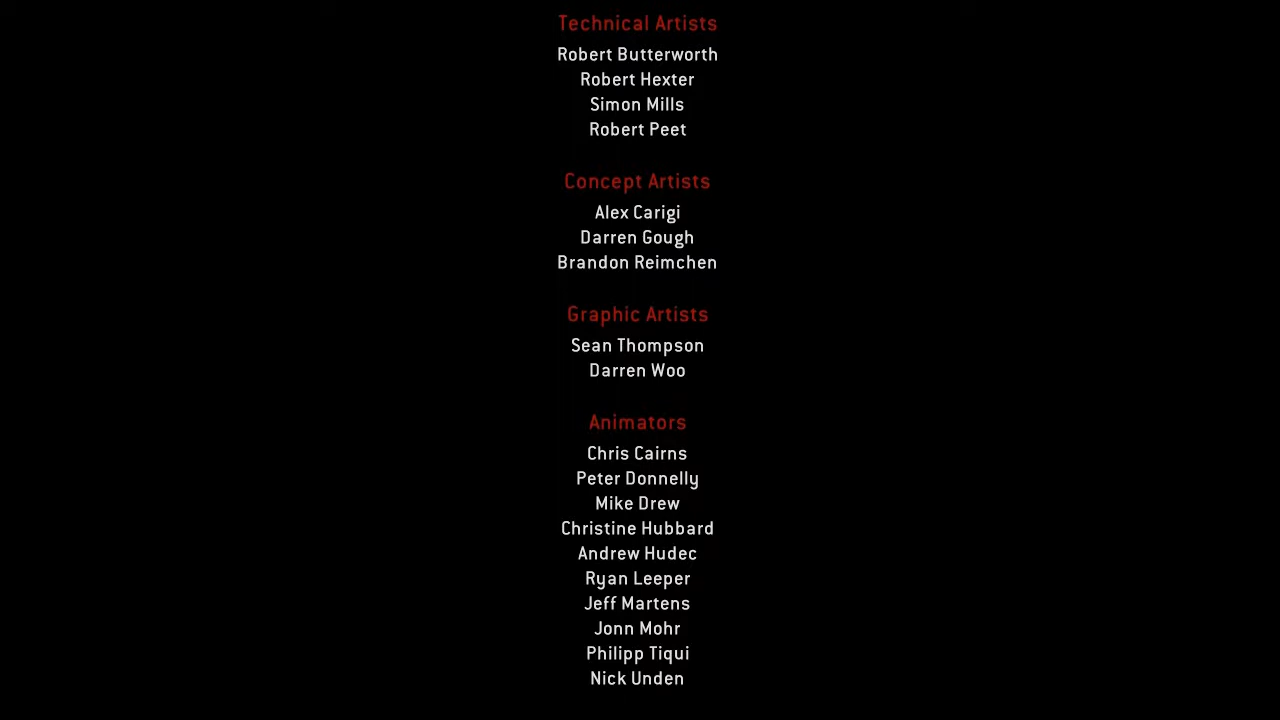 Technical Artists
Robert Butterworth
Robert Hexter
Simon Mills
Robert Peet
Concept Artists
Alex Carigi
Darren Gough
Brandon Reimchen
Graphic Artists
Sean Thompson
Darren Woo
Animators
Chris Cairns
Peter Donnelly
Mike Drew
Christine Hubbard
Andrew Hudec
Ryan Leeper
Jeff Martens
Jonn Mohr
Philipp Tiqui
Nick Unden